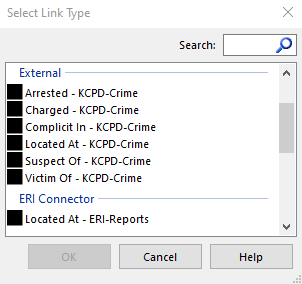 Select Link Type
Search:
External
Arrested - KCPD-Crime
Charged - KCPD-Crime
Complicit In - KCPD-Crime
Located At - KCPD-Crime
Suspect Of - KCPD-Crime
Victim Of - KCPD-Crime
ERI Connector
Located At - ERI-Reports
OK Cancel Help